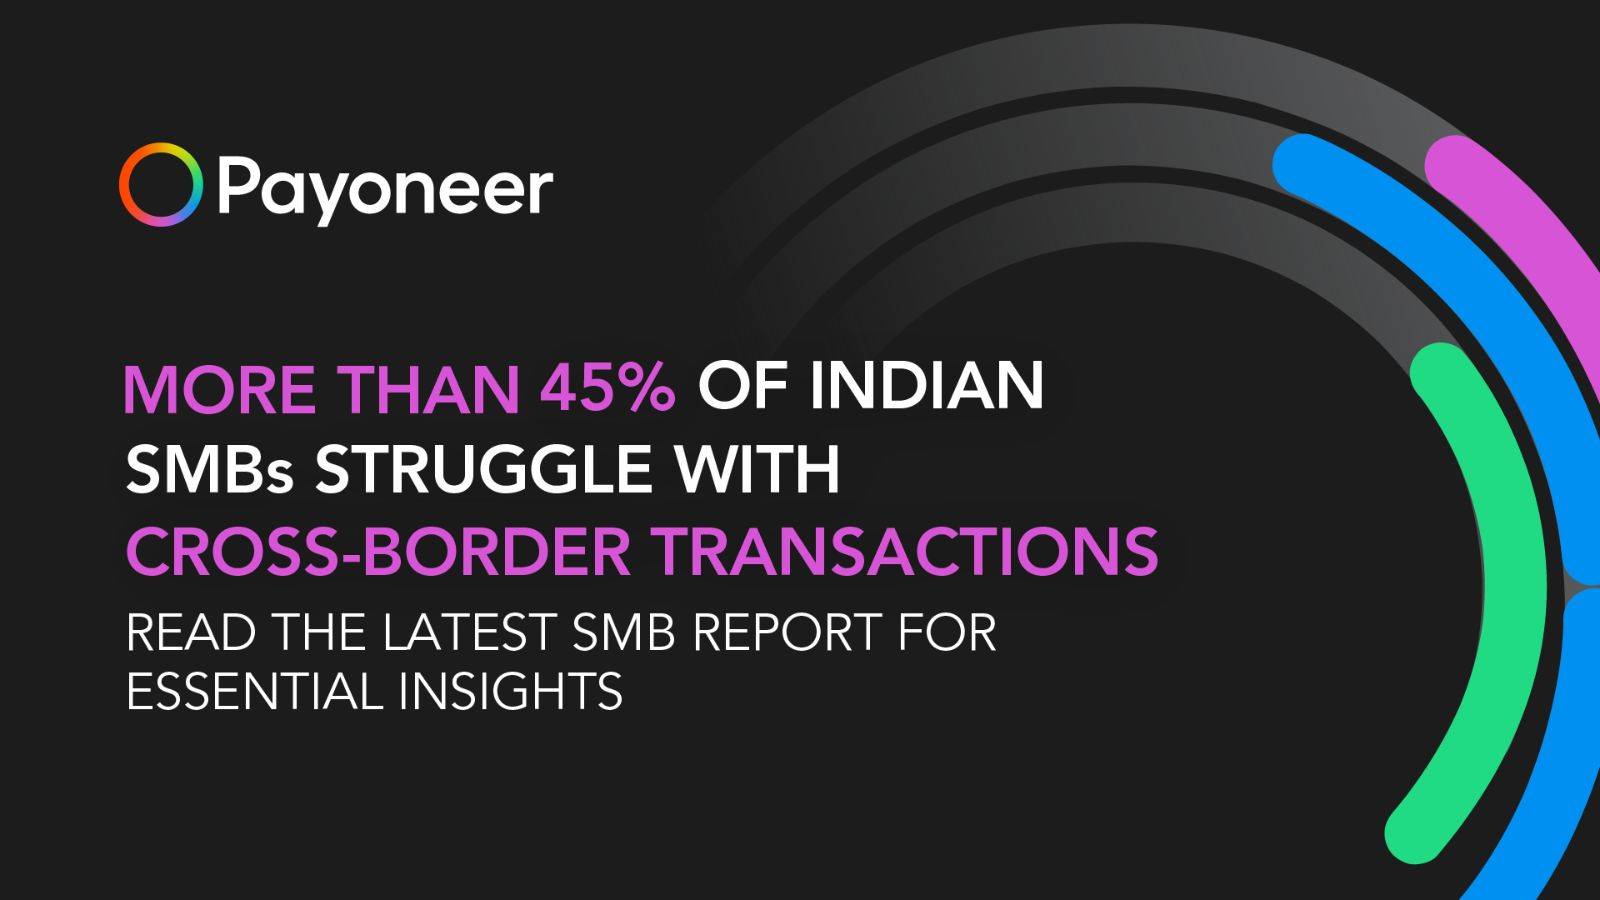 Payoneer
MORE THAN 45% OF INDIAN
SMBs STRUGGLE WITH
CROSS-BORDER TRANSACTIONS
READ THE LATEST SMB REPORT FOR
ESSENTIAL INSIGHTS